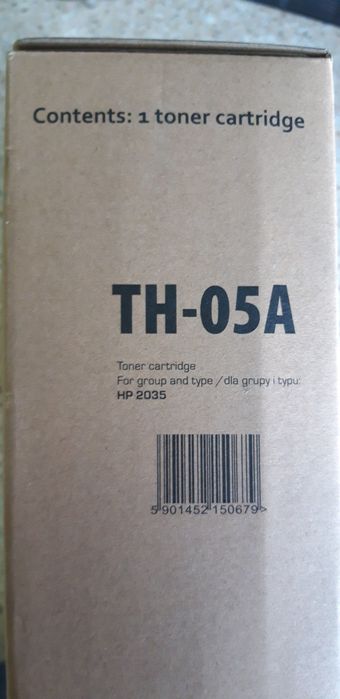 Contents: 1 toner cartridge
TH-05A
Toner cartridge
For group and type / dla grupy i typu:
HP 2035
5 901452 150679>